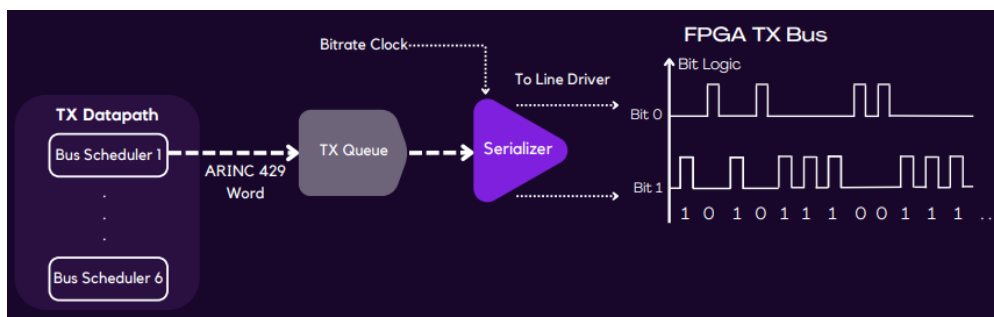 FPGA TX Bus
Bitrate Clock
Bit Logic
To Line Driver
TX Datapath
Bit 0
Bus Scheduler 1
TX Queue
Serializer
ARINC 429
Word
Bit 1
1 0 1 0 1 1 1 0 0 1 1 1 ..
.
.
.
Bus Scheduler 6